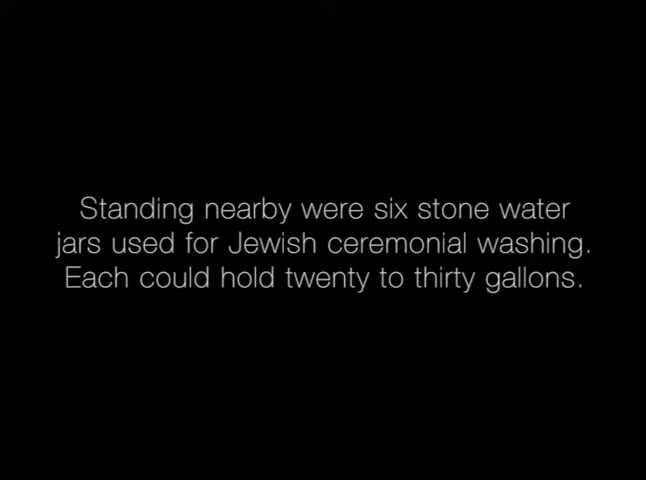 Standing nearby were six stone water
jars used for Jewish ceremonial washing.
Each could hold twenty to thirty gallons.